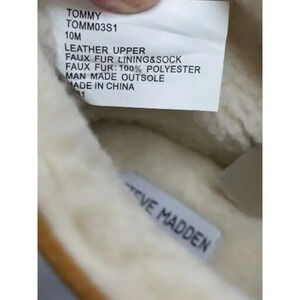 TOMMY
TOMM03S1
10M
LEATHER UPPER
FAUX FUR LINING&SOCK
FAUX FUR: 100% POLYESTER
MAN MADE OUTSOLE
MADE IN CHINA
STEVE MADDEN